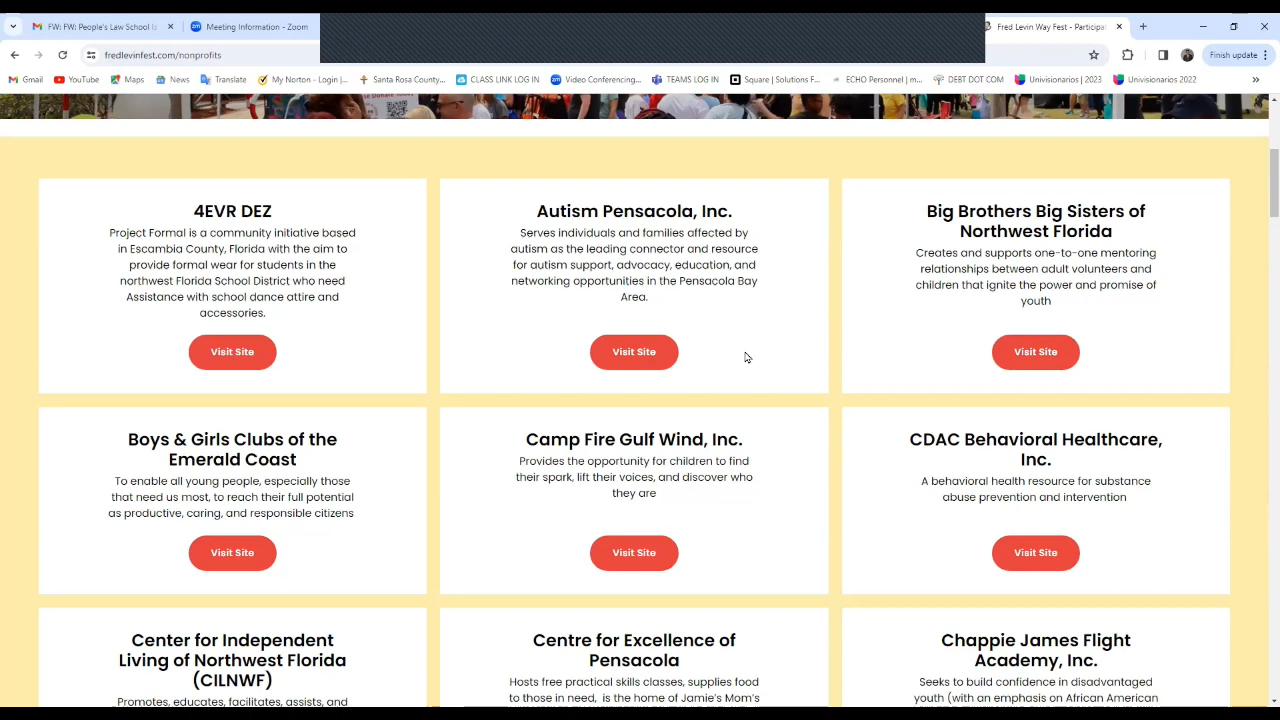 FW: FW: People's Law School is
Meeting Information - Zoom
Fred Levin Way Fest - Participat
fredlevinfest.com/nonprofits
Finish update
Gmail
YouTube
Maps
News
Translate
My Norton - Login |...
Santa Rosa County...
CLASS LINK LOG IN
Video Conferencing...
TEAMS LOG IN
Square | Solutions F...
ECHO Personnel | m...
DEBT DOT COM
Univisionarios | 2023
Univisionarios 2022
4EVR DEZ
Project Formal is a community initiative based
in Escambia County, Florida with the aim to
provide formal wear for students in the
northwest Florida School District who need
Assistance with school dance attire and
accessories.
Visit Site
Autism Pensacola, Inc.
Serves individuals and families affected by
autism as the leading connector and resource
for autism support, advocacy, education, and
networking opportunities in the Pensacola Bay
Area.
Visit Site
Big Brothers Big Sisters of
Northwest Florida
Creates and supports one-to-one mentoring
relationships between adult volunteers and
children that ignite the power and promise of
youth
Visit Site
Boys & Girls Clubs of the
Emerald Coast
To enable all young people, especially those
that need us most, to reach their full potential
as productive, caring, and responsible citizens
Visit Site
Camp Fire Gulf Wind, Inc.
Provides the opportunity for children to find
their spark, lift their voices, and discover who
they are
Visit Site
CDAC Behavioral Healthcare,
Inc.
A behavioral health resource for substance
abuse prevention and intervention
Visit Site
Center for Independent
Living of Northwest Florida
(CILNWF)
Promotes, educates, facilitates, assists, and
Centre for Excellence of
Pensacola
Hosts free practical skills classes, supplies food
to those in need, is the home of Jamie's Mom's
Chappie James Flight
Academy, Inc.
Seeks to build confidence in disadvantaged
youth (with an emphasis on African American